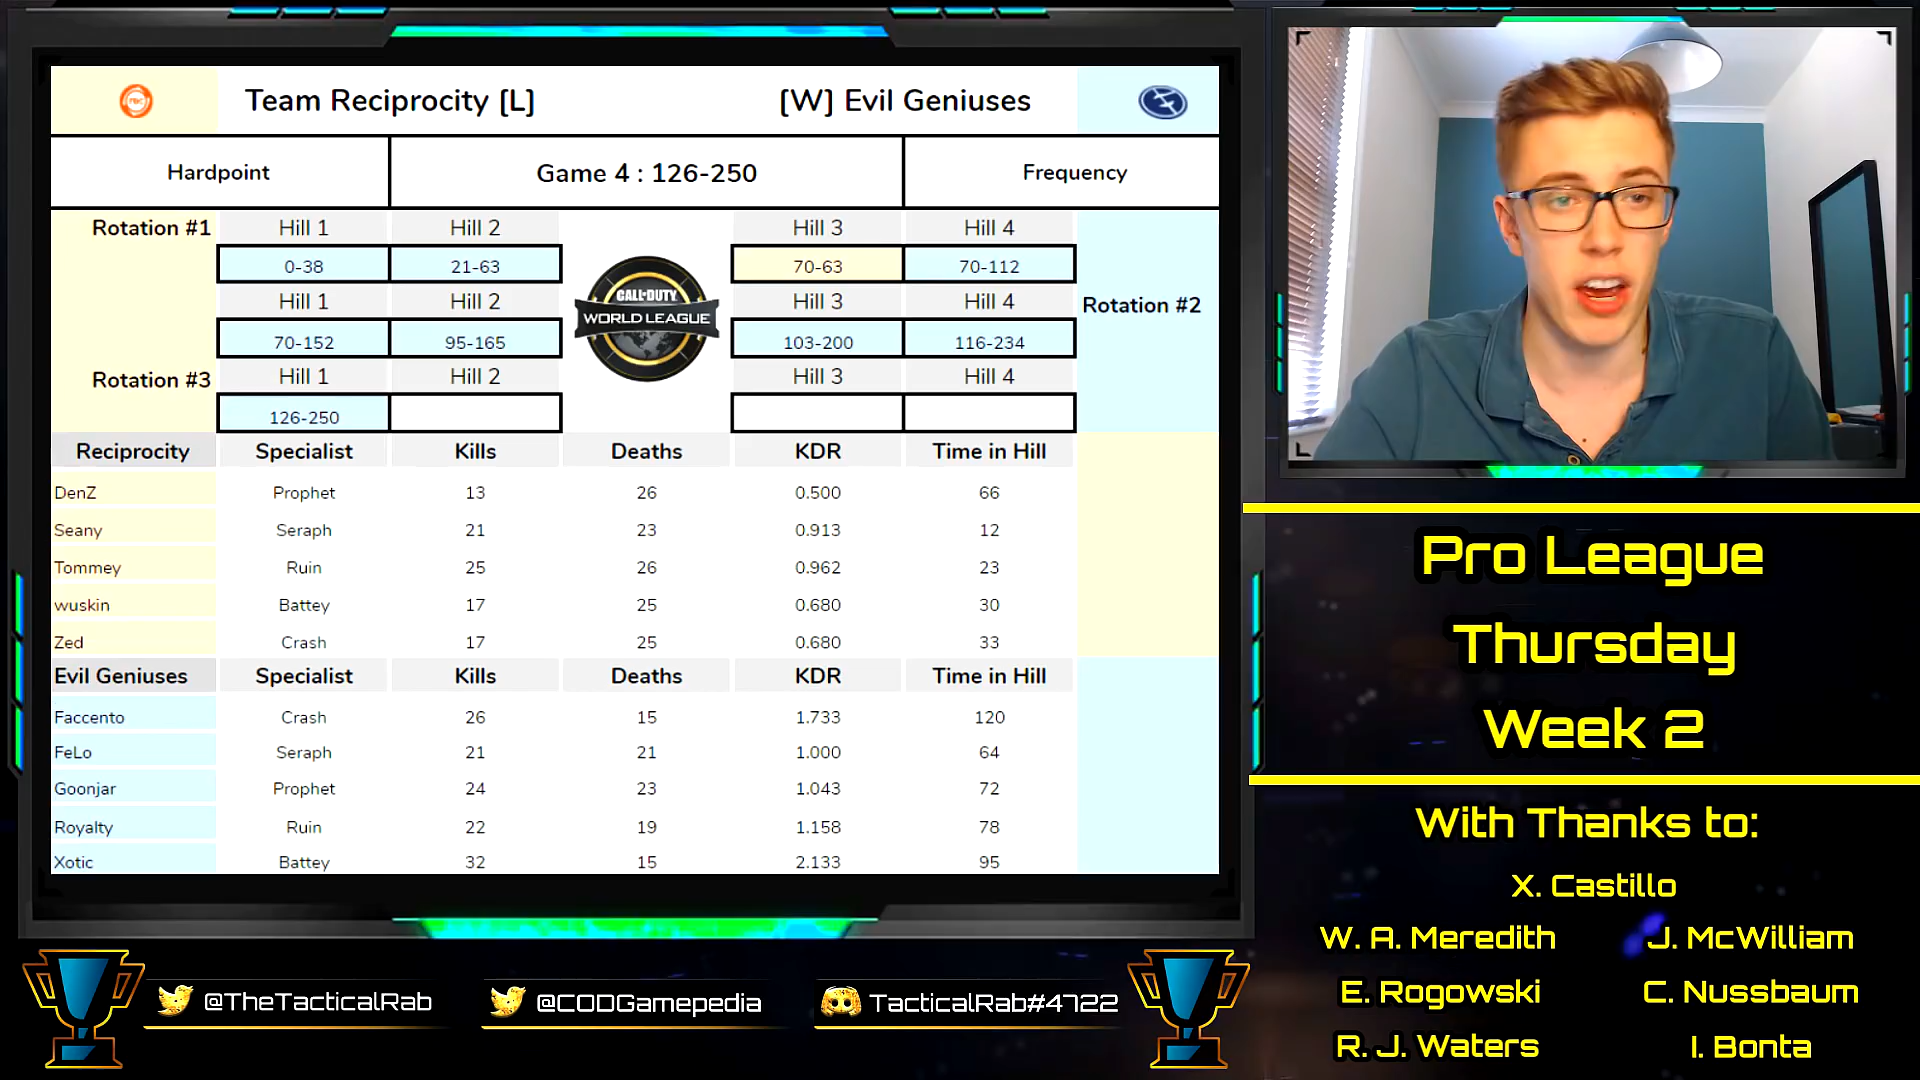 Team Reciprocity [L]
[W] Evil Geniuses
Hardpoint
Game 4 : 126-250
Frequency
Rotation #1 Hill 1 Hill 2 Hill 3 Hill 4
0-38 21-63 70-63 70-112
CALL OF DUTY
WORLD LEAGUE
Hill 1 Hill 2 Hill 3 Hill 4 Rotation #2
70-152 95-165 103-200 116-234
Rotation #3 Hill 1 Hill 2 Hill 3 Hill 4
126-250
Reciprocity Specialist Kills Deaths KDR Time in Hill
DenZ Prophet 13 26 0.500 66
Seany Seraph 21 23 0.913 12
Tommey Ruin 25 26 0.962 23
wuskin Battey 17 25 0.680 30
Zed Crash 17 25 0.680 33
Evil Geniuses Specialist Kills Deaths KDR Time in Hill
Faccento Crash 26 15 1.733 120
FeLo Seraph 21 21 1.000 64
Goonjar Prophet 24 23 1.043 72
Royalty Ruin 22 19 1.158 78
Xotic Battey 32 15 2.133 95
Pro League
Thursday
Week 2
With Thanks to:
X. Castillo
W. A. Meredith J. McWilliam
E. Rogowski C. Nussbaum
R. J. Waters I. Bonta
@TheTacticalRab @CODGamepedia TacticalRab#4722